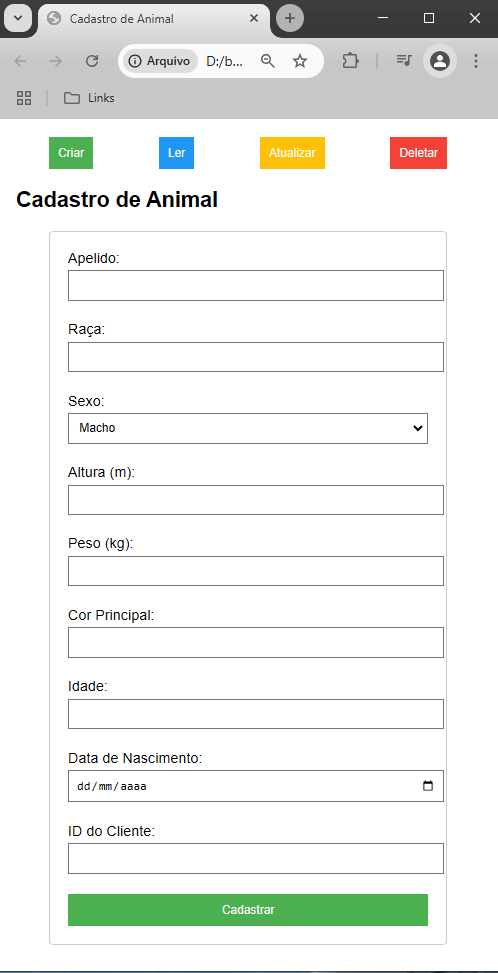 Cadastro de Animal
Arquivo D:/b...
Links
Criar Ler Atualizar Deletar
Cadastro de Animal
Apelido:
Raça:
Sexo:
Macho
Altura (m):
Peso (kg):
Cor Principal:
Idade:
Data de Nascimento:
dd/mm/aaaa
ID do Cliente:
Cadastrar